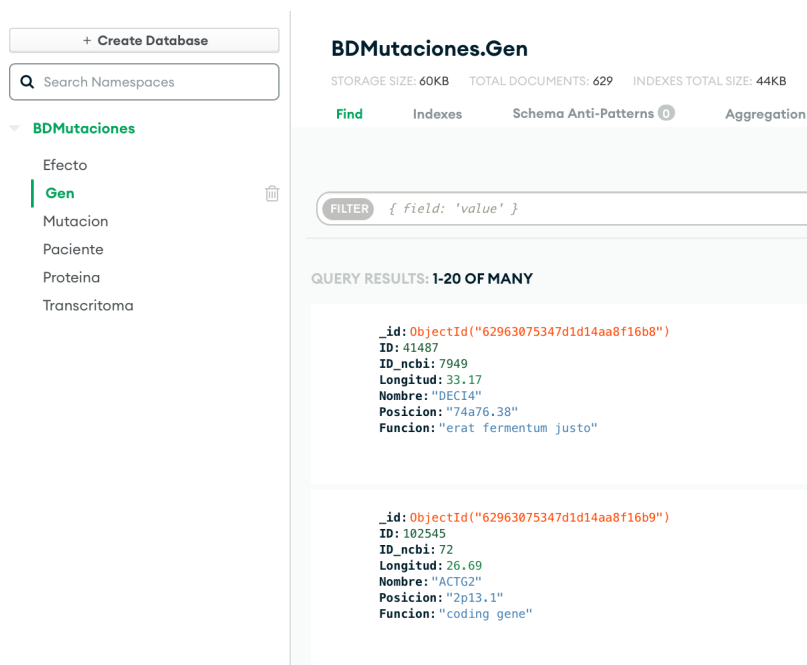 + Create Database
Search Namespaces
BDMutaciones
Efecto
Gen
Mutacion
Paciente
Proteina
Transcritoma
BDMutaciones.Gen
STORAGE SIZE: 60KB TOTAL DOCUMENTS: 629 INDEXES TOTAL SIZE: 44KB
Find Indexes Schema Anti-Patterns 0 Aggregation
FILTER { field: 'value' }
QUERY RESULTS: 1-20 OF MANY
_id: ObjectId("62963075347d1d14aa8f16b8")
ID: 41487
ID_ncbi: 7949
Longitud: 33.17
Nombre: "DECI4"
Posicion: "74a76.38"
Funcion: "erat fermentum justo"
_id: ObjectId("62963075347d1d14aa8f16b9")
ID: 102545
ID_ncbi: 72
Longitud: 26.69
Nombre: "ACTG2"
Posicion: "2p13.1"
Funcion: "coding gene"